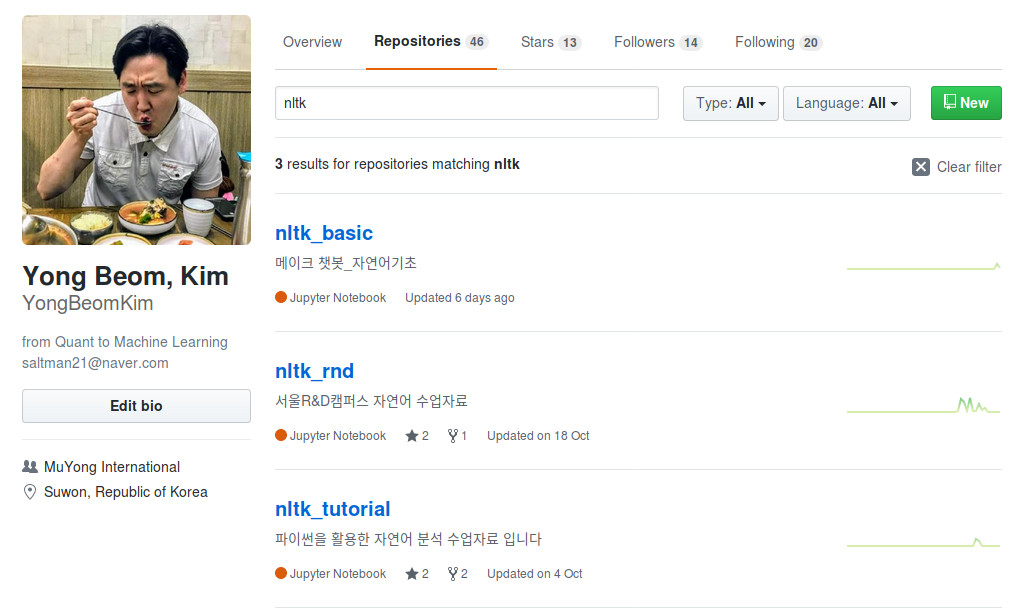 Overview Repositories 46 Stars 13 Followers 14 Following 20
nltk Type: All Language: All New
3 results for repositories matching nltk Clear filter
nltk_basic
메이크 챗봇_자연어기초
Jupyter Notebook Updated 6 days ago
nltk_rnd
서울R&D캠퍼스 자연어 수업자료
Jupyter Notebook 2 1 Updated on 18 Oct
nltk_tutorial
파이썬을 활용한 자연어 분석 수업자료 입니다
Jupyter Notebook 2 2 Updated on 4 Oct
Yong Beom, Kim
YongBeomKim
from Quant to Machine Learning
saltman21@naver.com
Edit bio
MuYong International
Suwon, Republic of Korea